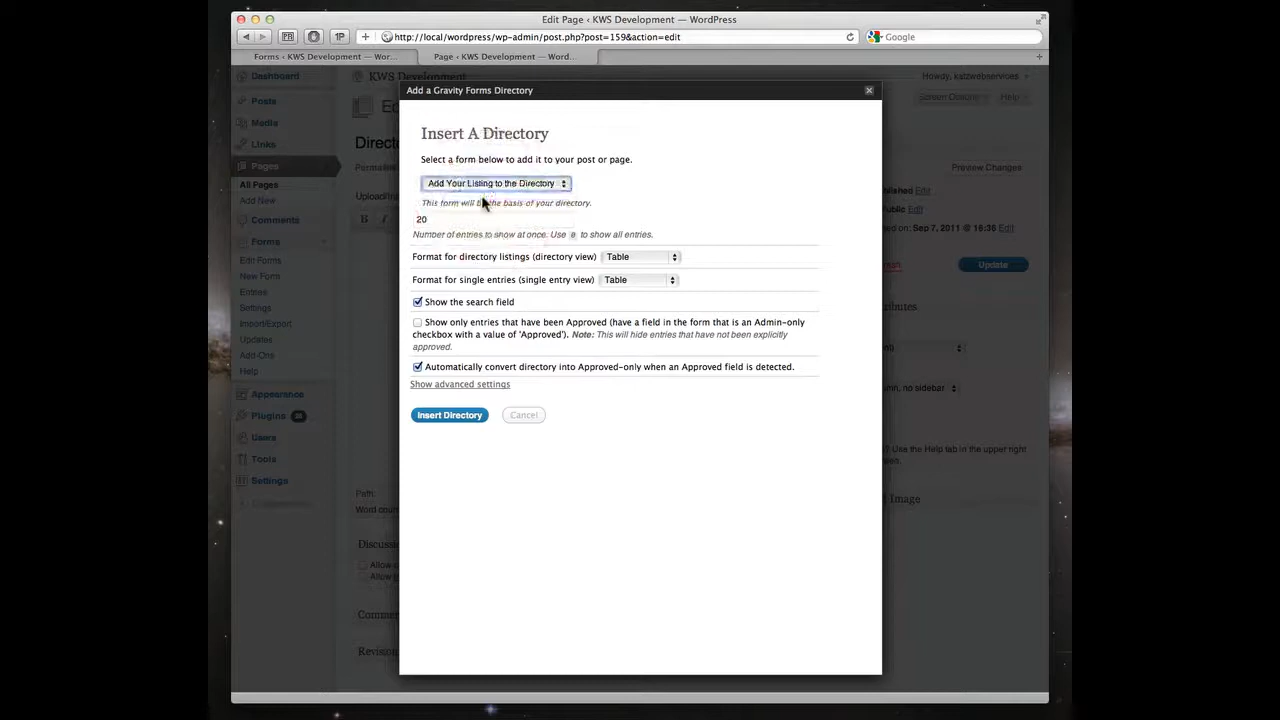 Edit Page ‹ KWS Development — WordPress
http://local/wordpress/wp-admin/post.php?post=159&action=edit
Google
Forms ‹ KWS Development — Wor...
Page ‹ KWS Development — Word...
Dashboard
KWS Development
Howdy, katzwebservices
Posts
Add a Gravity Forms Directory
Screen Options
Help
Media
Links
Insert A Directory
Direct
Pages
Select a form below to add it to your post or page.
Permal
Preview Changes
All Pages
Add Your Listing to the Directory
Add New
Upload/In
This form will be the basis of your directory.
blished Edit
Comments
20
Public Edit
Forms
Number of entries to show at once. Use 0 to show all entries.
Sep 7, 2011 @ 16:36 Edit
Edit Forms
Format for directory listings (directory view)
Table
Update
New Form
Format for single entries (single entry view)
Table
Entries
Settings
Show the search field
Import/Export
Show only entries that have been Approved (have a field in the form that is an Admin-only
checkbox with a value of 'Approved'). Note: This will hide entries that have not been explicitly
approved.
Updates
Add-Ons
Help
Automatically convert directory into Approved-only when an Approved field is detected.
Show advanced settings
mn, no sidebar
Appearance
Insert Directory
Cancel
Plugins
Users
? Use the Help tab in the upper right
Tools
Settings
Path:
Image
Word coun
Discuss
Allow c
Allow
Comme
Revision